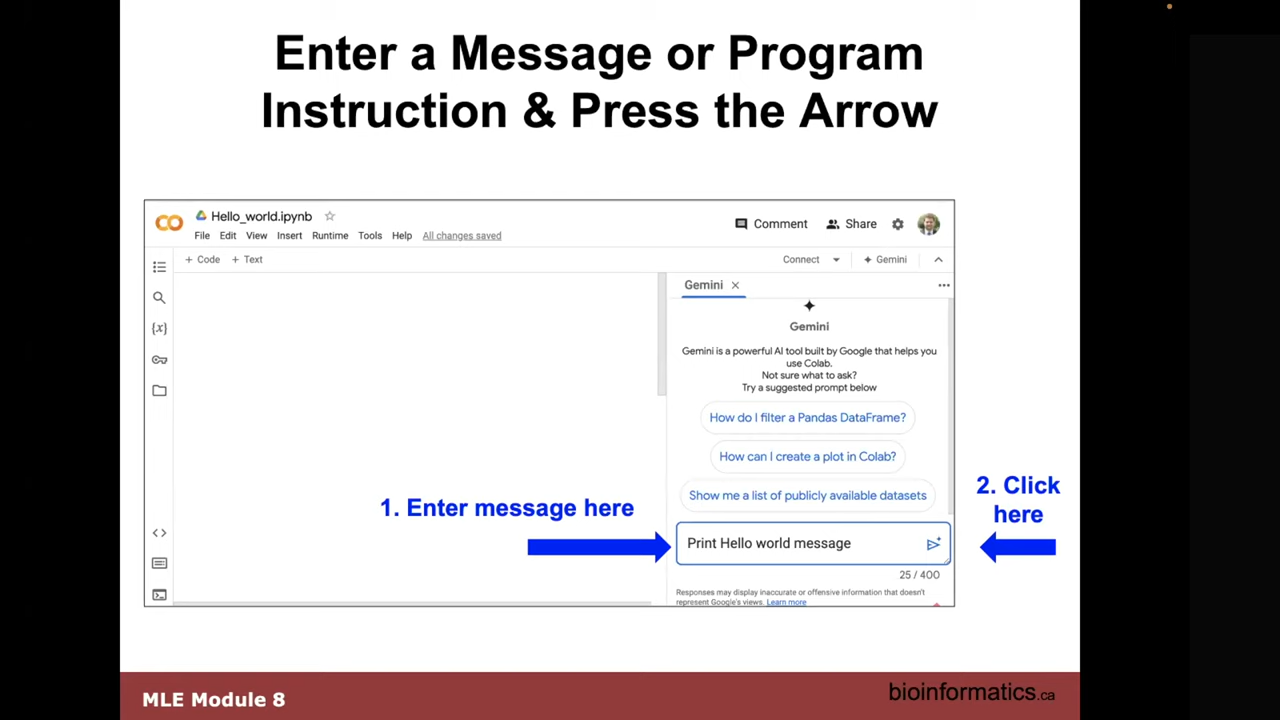 Enter a Message or Program
Instruction & Press the Arrow
Hello_world.ipynb
File Edit View Insert Runtime Tools Help All changes saved
Comment Share
+ Code + Text
Connect Gemini
Gemini
Gemini
Gemini is a powerful AI tool built by Google that helps you
use Colab.
Not sure what to ask?
Try a suggested prompt below
How do I filter a Pandas DataFrame?
How can I create a plot in Colab?
Show me a list of publicly available datasets
1. Enter message here
2. Click
here
Print Hello world message
25 / 400
Responses may display inaccurate or offensive information that doesn't
represent Google's views. Learn more
MLE Module 8
bioinformatics.ca